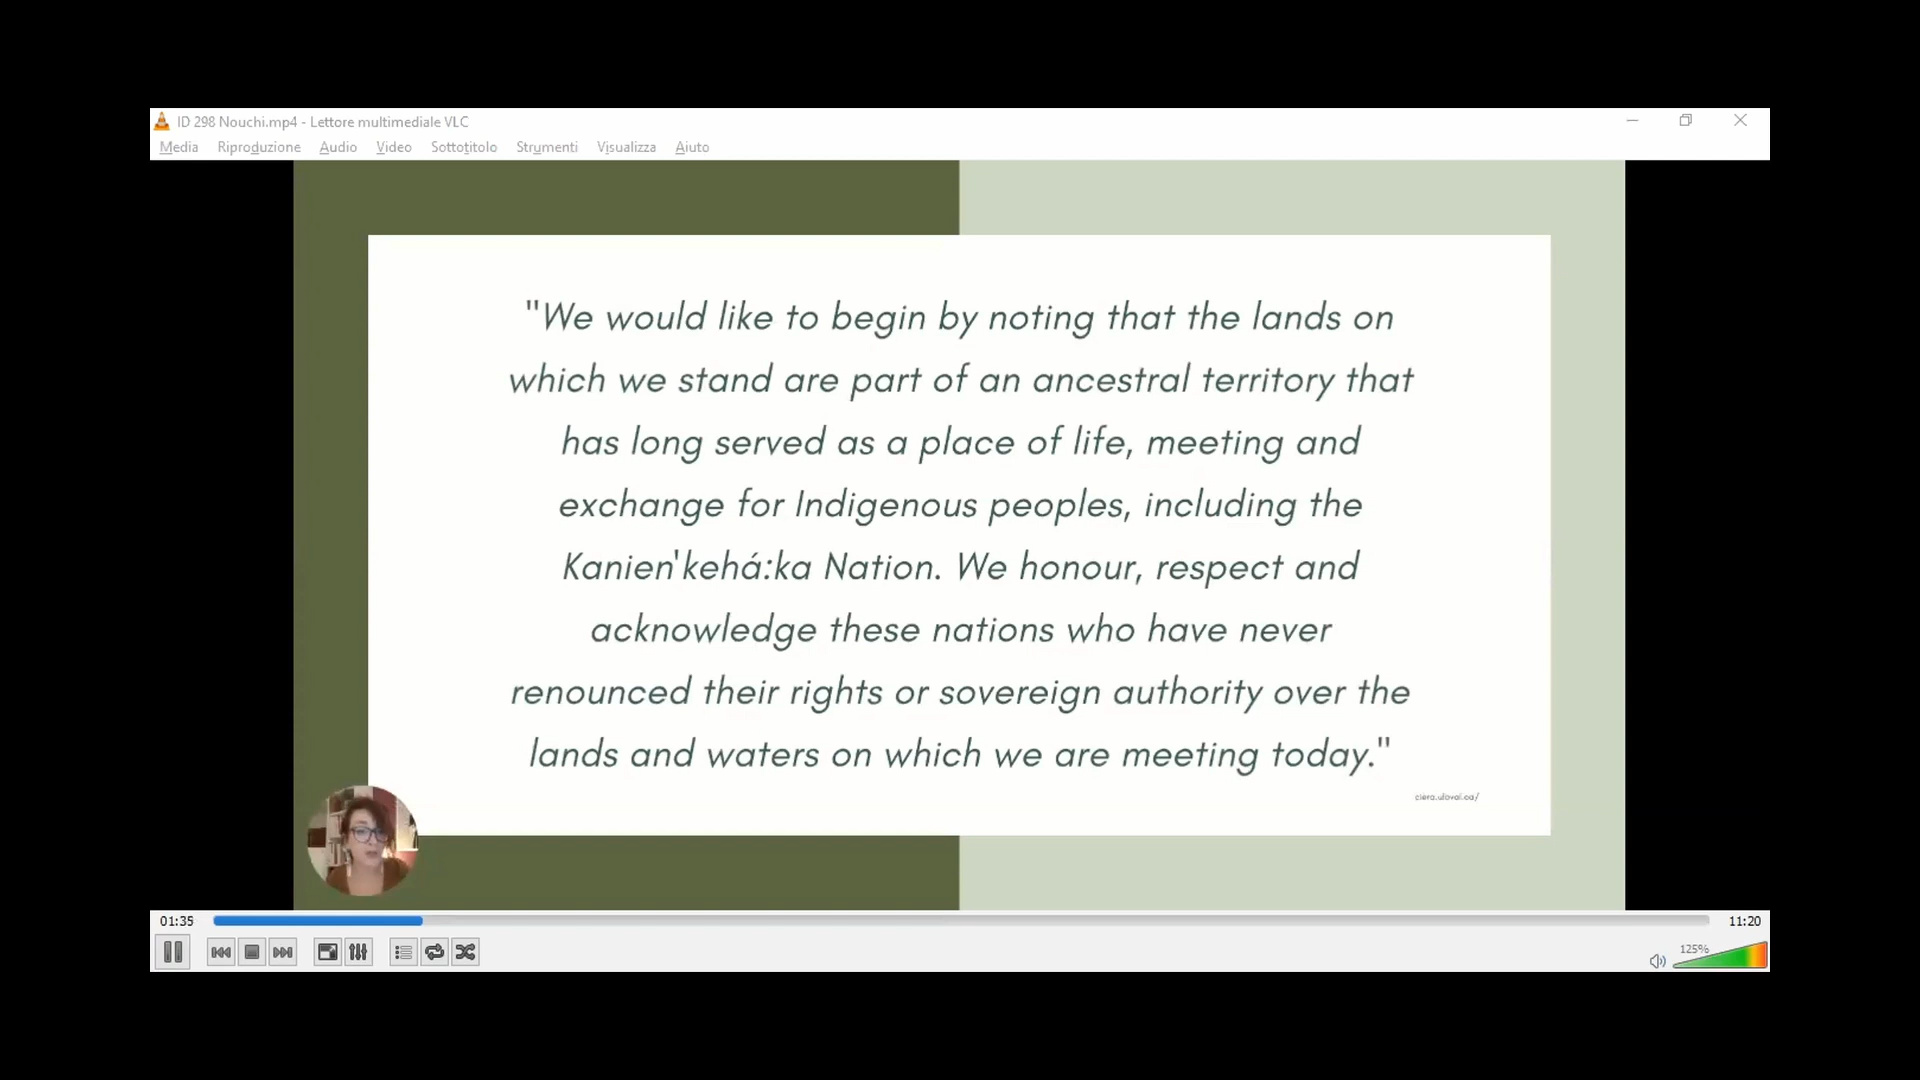 ID 298 Nouchi.mp4 - Lettore multimediale VLC
Media Riproduzione Audio Video Sottotitolo Strumenti Visualizza Aiuto
"We would like to begin by noting that the lands on
which we stand are part of an ancestral territory that
has long served as a place of life, meeting and
exchange for Indigenous peoples, including the
Kanien'kehá:ka Nation. We honour, respect and
acknowledge these nations who have never
renounced their rights or sovereign authority over the
lands and waters on which we are meeting today."
ciera.ulaval.ca/
01:35
11:20
125%